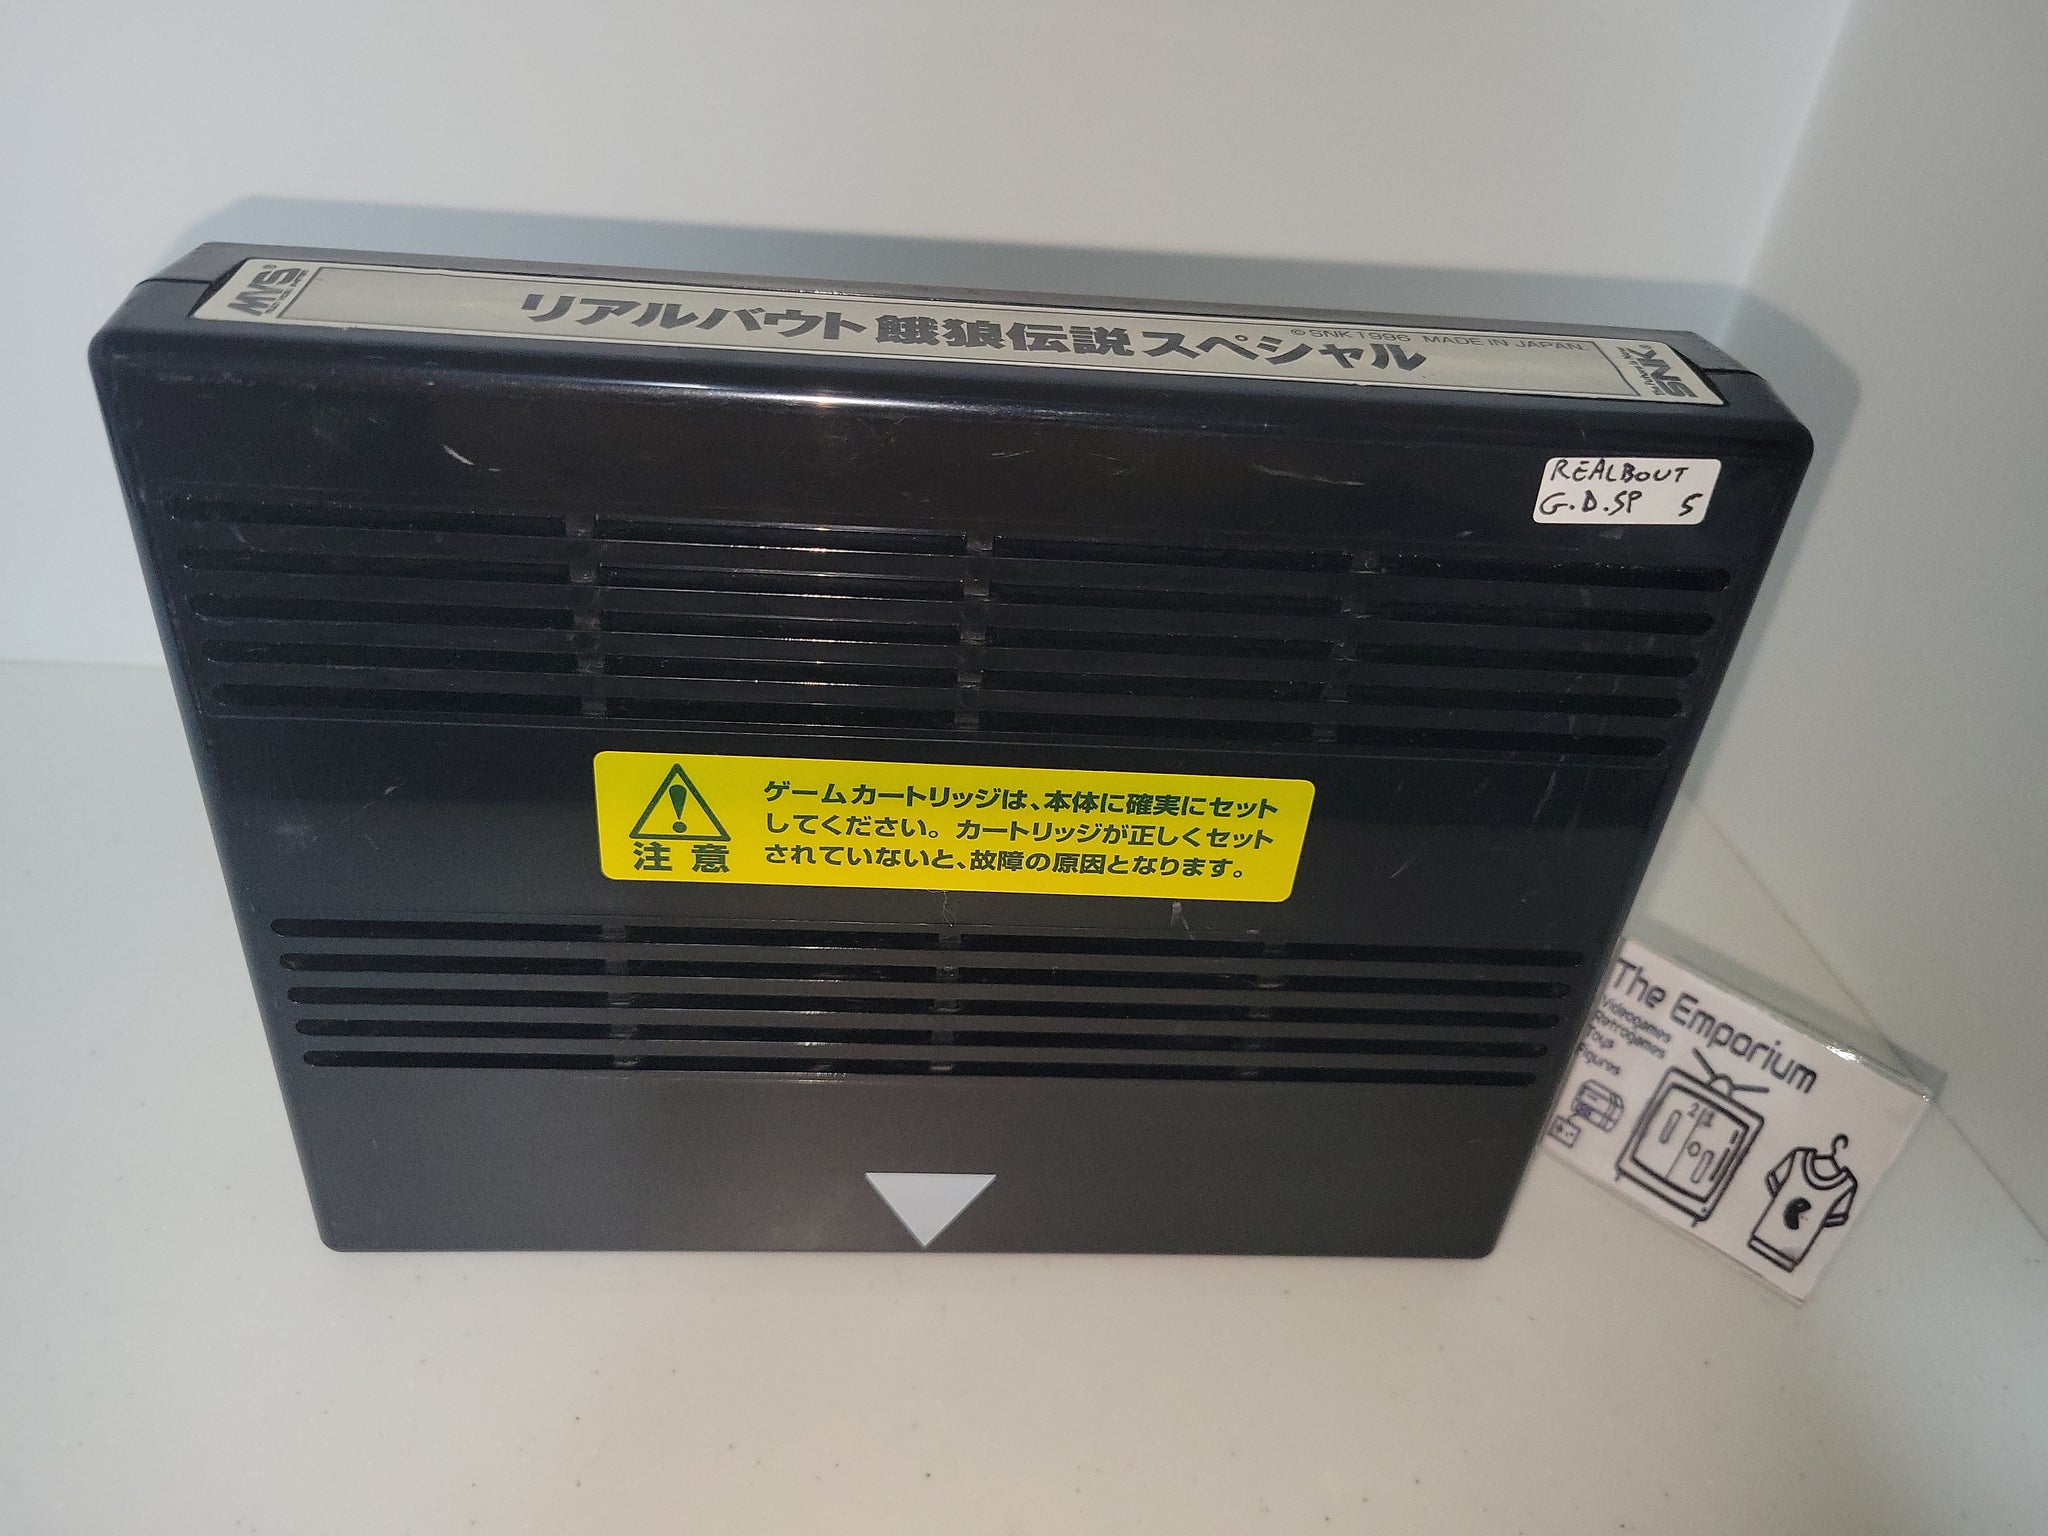 MVS
リアルバウト餓狼伝説スペシャル
©SNK 1996 MADE IN JAPAN.
SNK
REALBOUT
G.D.SP 5
注意
ゲームカートリッジは、本体に確実にセット
してください。カートリッジが正しくセット
されていないと、故障の原因となります。
The Emporium
Videogames
Retrogames
Toys
Figures